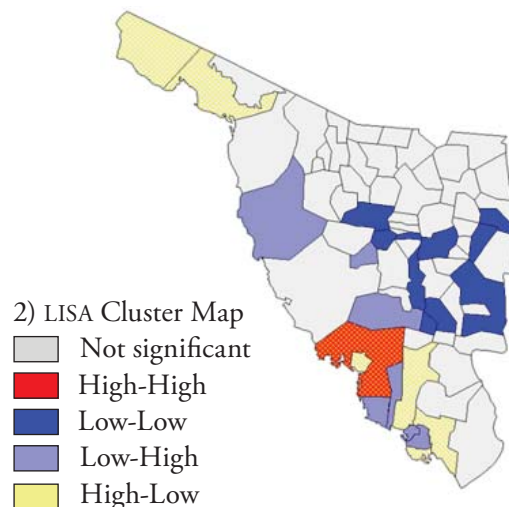 2) LISA Cluster Map
Not significant
High-High
Low-Low
Low-High
High-Low